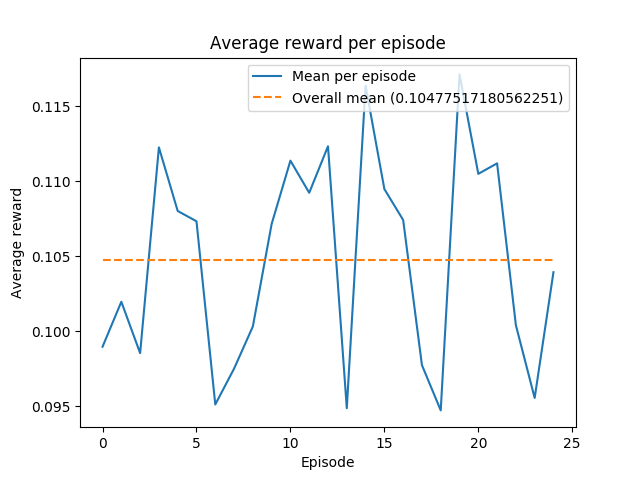 Average reward per episode
Mean per episode
Overall mean (0.10477517180562251)
0.115
0.110
0.105
0.100
0.095
Average reward
0 5 10 15 20 25
Episode